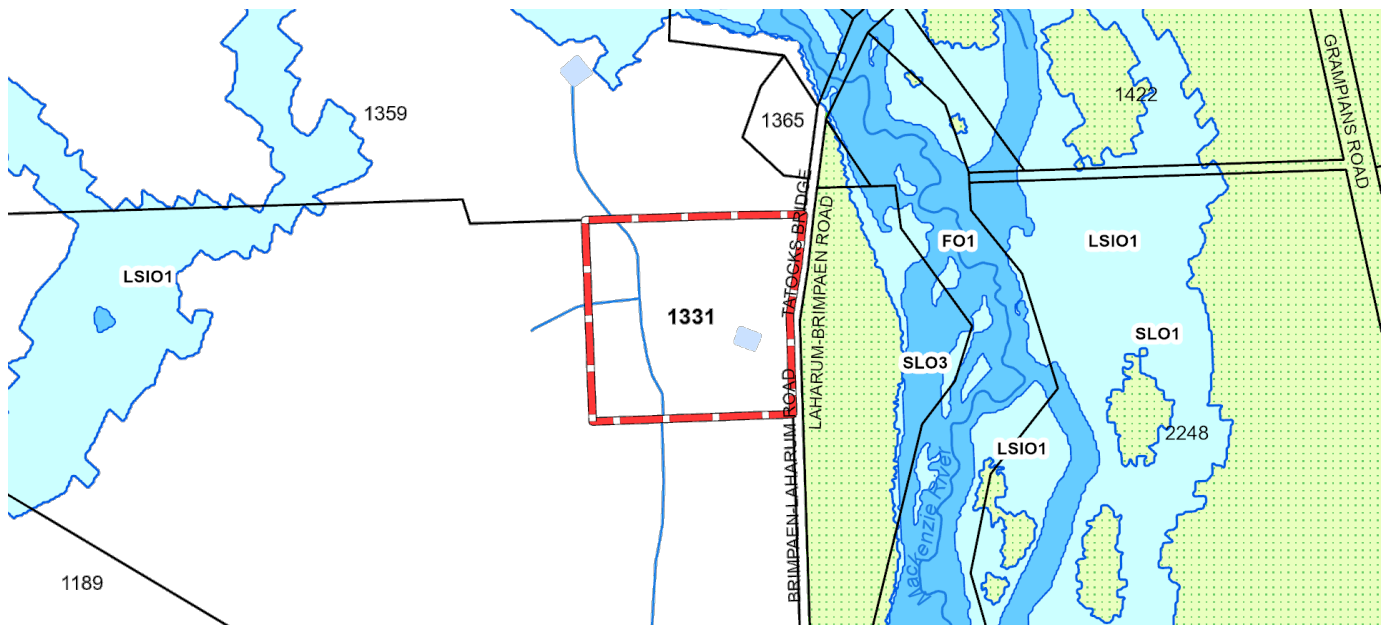 GRAMPIANS ROAD
1422
1359
1365
TATOCKS BRIDGE
LAHARUM-BRIMPAEN ROAD
FO1
LSIO1
LSIO1
1331
SLO1
SLO3
2248
LSIO1
BRIMPAEN-LAHARUM ROAD
Mackenzie River
1189